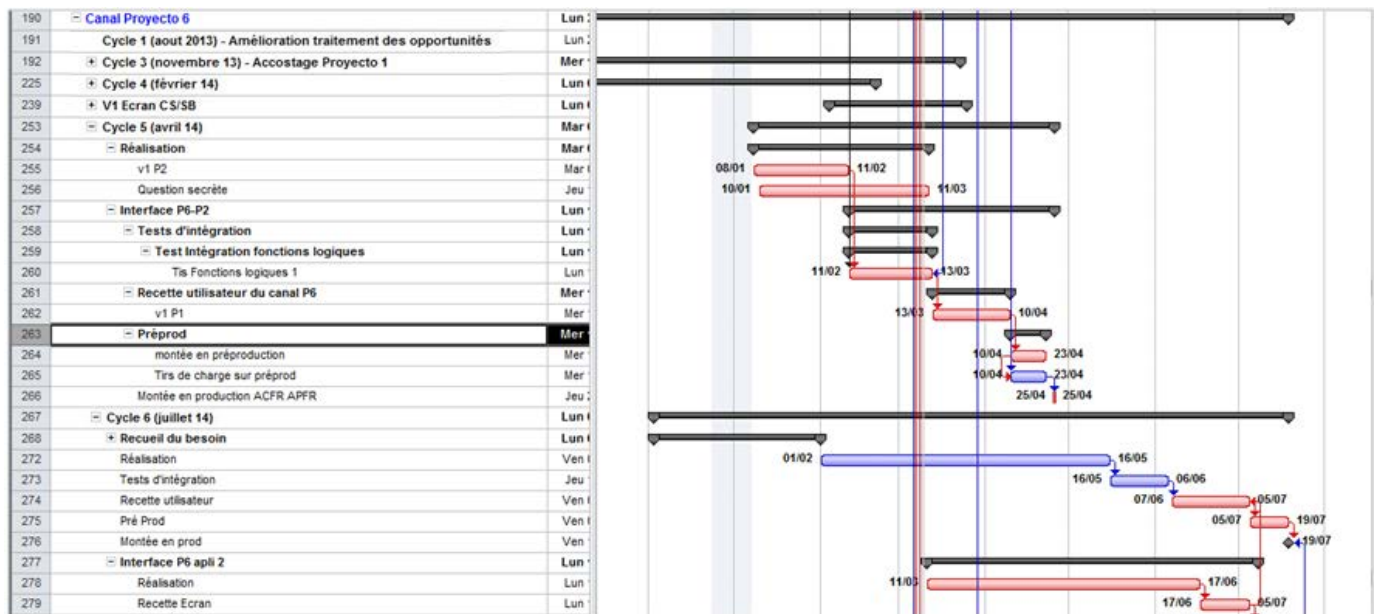 190 Canal Proyecto 6 Lun
191 Cycle 1 (aout 2013) - Amélioration traitement des opportunités Lun
192 Cycle 3 (novembre 13) - Accostage Proyecto 1 Mer
225 Cycle 4 (février 14) Lun
239 V1 Ecran CS/SB Lun
253 Cycle 5 (avril 14) Mar
254 Réalisation Mar
255 v1 P2 Mar 08/01 11/02
256 Question secrète Jeu 10/01 11/03
257 Interface P6-P2 Lun
258 Tests d'intégration Lun
259 Test Intégration fonctions logiques Lun
260 Tis Fonctions logiques 1 Lun 11/02 13/03
261 Recette utilisateur du canal P6 Mer
262 v1 P1 Mer 13/03 10/04
263 Préprod Mer
264 montée en préproduction Mer 10/04 23/04
265 Tirs de charge sur préprod Mer 10/04 23/04
266 Montée en production ACFR APFR Jeu 25/04 25/04
267 Cycle 6 (juillet 14) Lun
268 Recueil du besoin Lun
272 Réalisation Ven 01/02 16/05
273 Tests d'intégration Jeu 16/05 06/06
274 Recette utilisateur Ven 07/06 05/07
275 Pré Prod Ven 05/07 19/07
276 Montée en prod Ven 19/07
277 Interface P6 apli 2 Lun
278 Réalisation Lun 11/03 17/06
279 Recette Ecran Lun 17/06 05/07